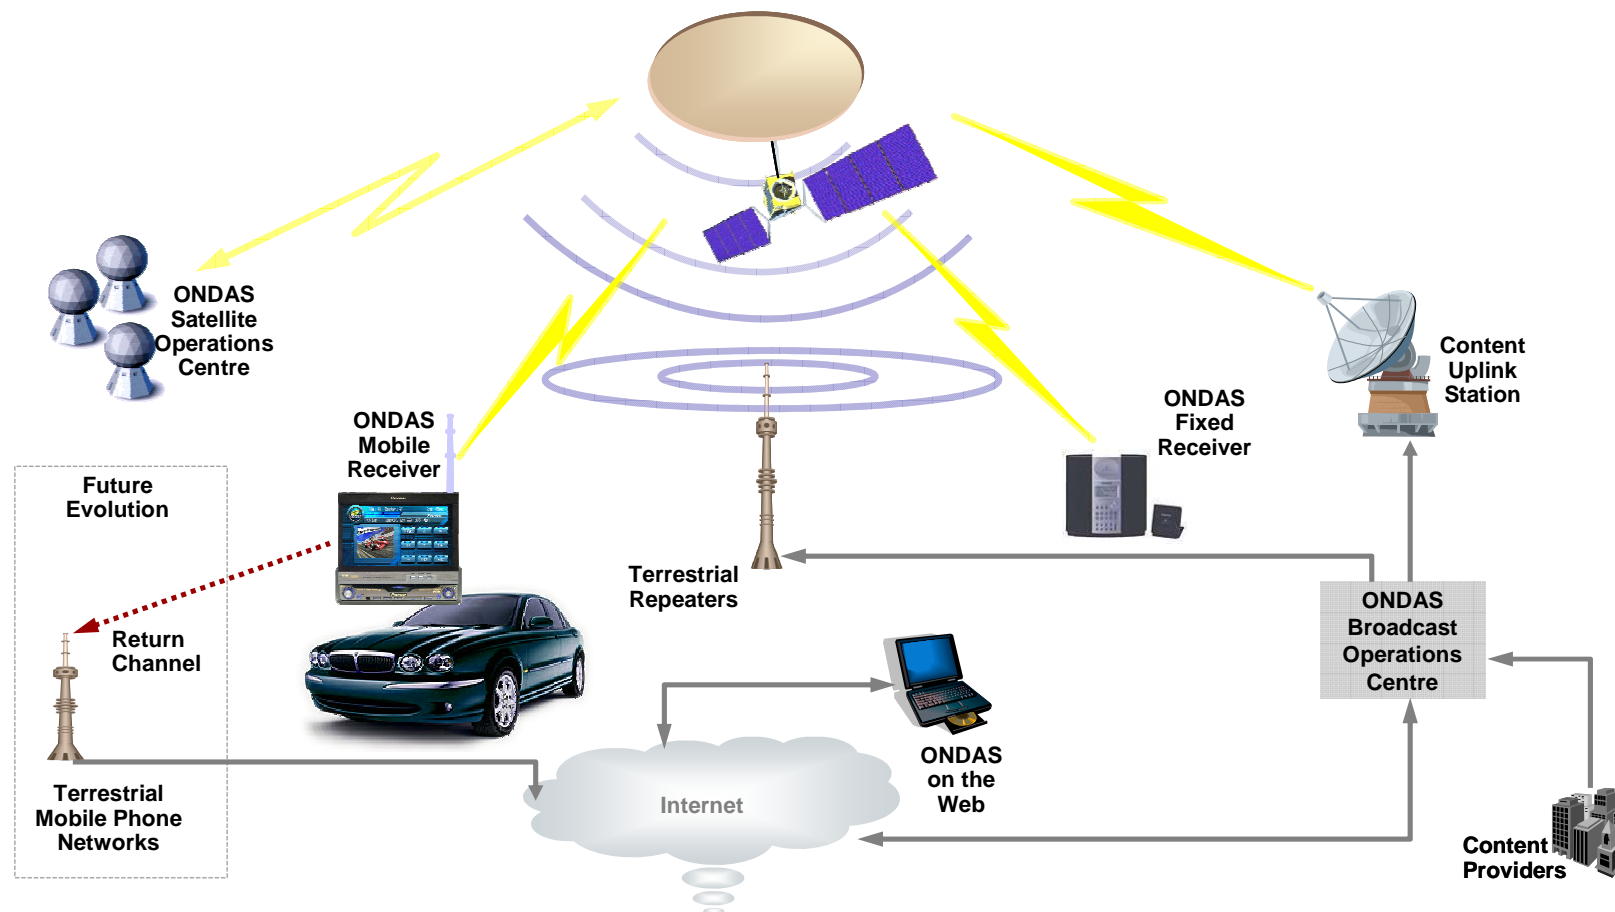 ONDAS
Satellite
Operations
Centre
Content
Uplink
Station
ONDAS
Fixed
Receiver
ONDAS
Mobile
Receiver
Future
Evolution
Terrestrial
Repeaters
ONDAS
Broadcast
Operations
Centre
Return
Channel
ONDAS
on the
Web
Internet
Terrestrial
Mobile Phone
Networks
Content
Providers